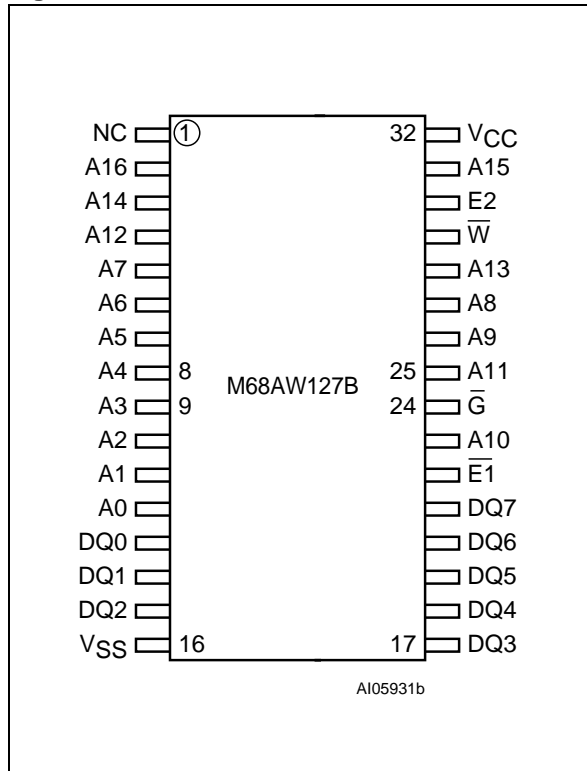 NC 1 32 VCC
A16 A15
A14 E2
A12 W̅
A7 A13
A6 A8
A5 A9
A4 8 25 A11
M68AW127B
A3 9 24 G̅
A2 A10
A1 E̅1̅
A0 DQ7
DQ0 DQ6
DQ1 DQ5
DQ2 DQ4
VSS 16 17 DQ3
AI05931b